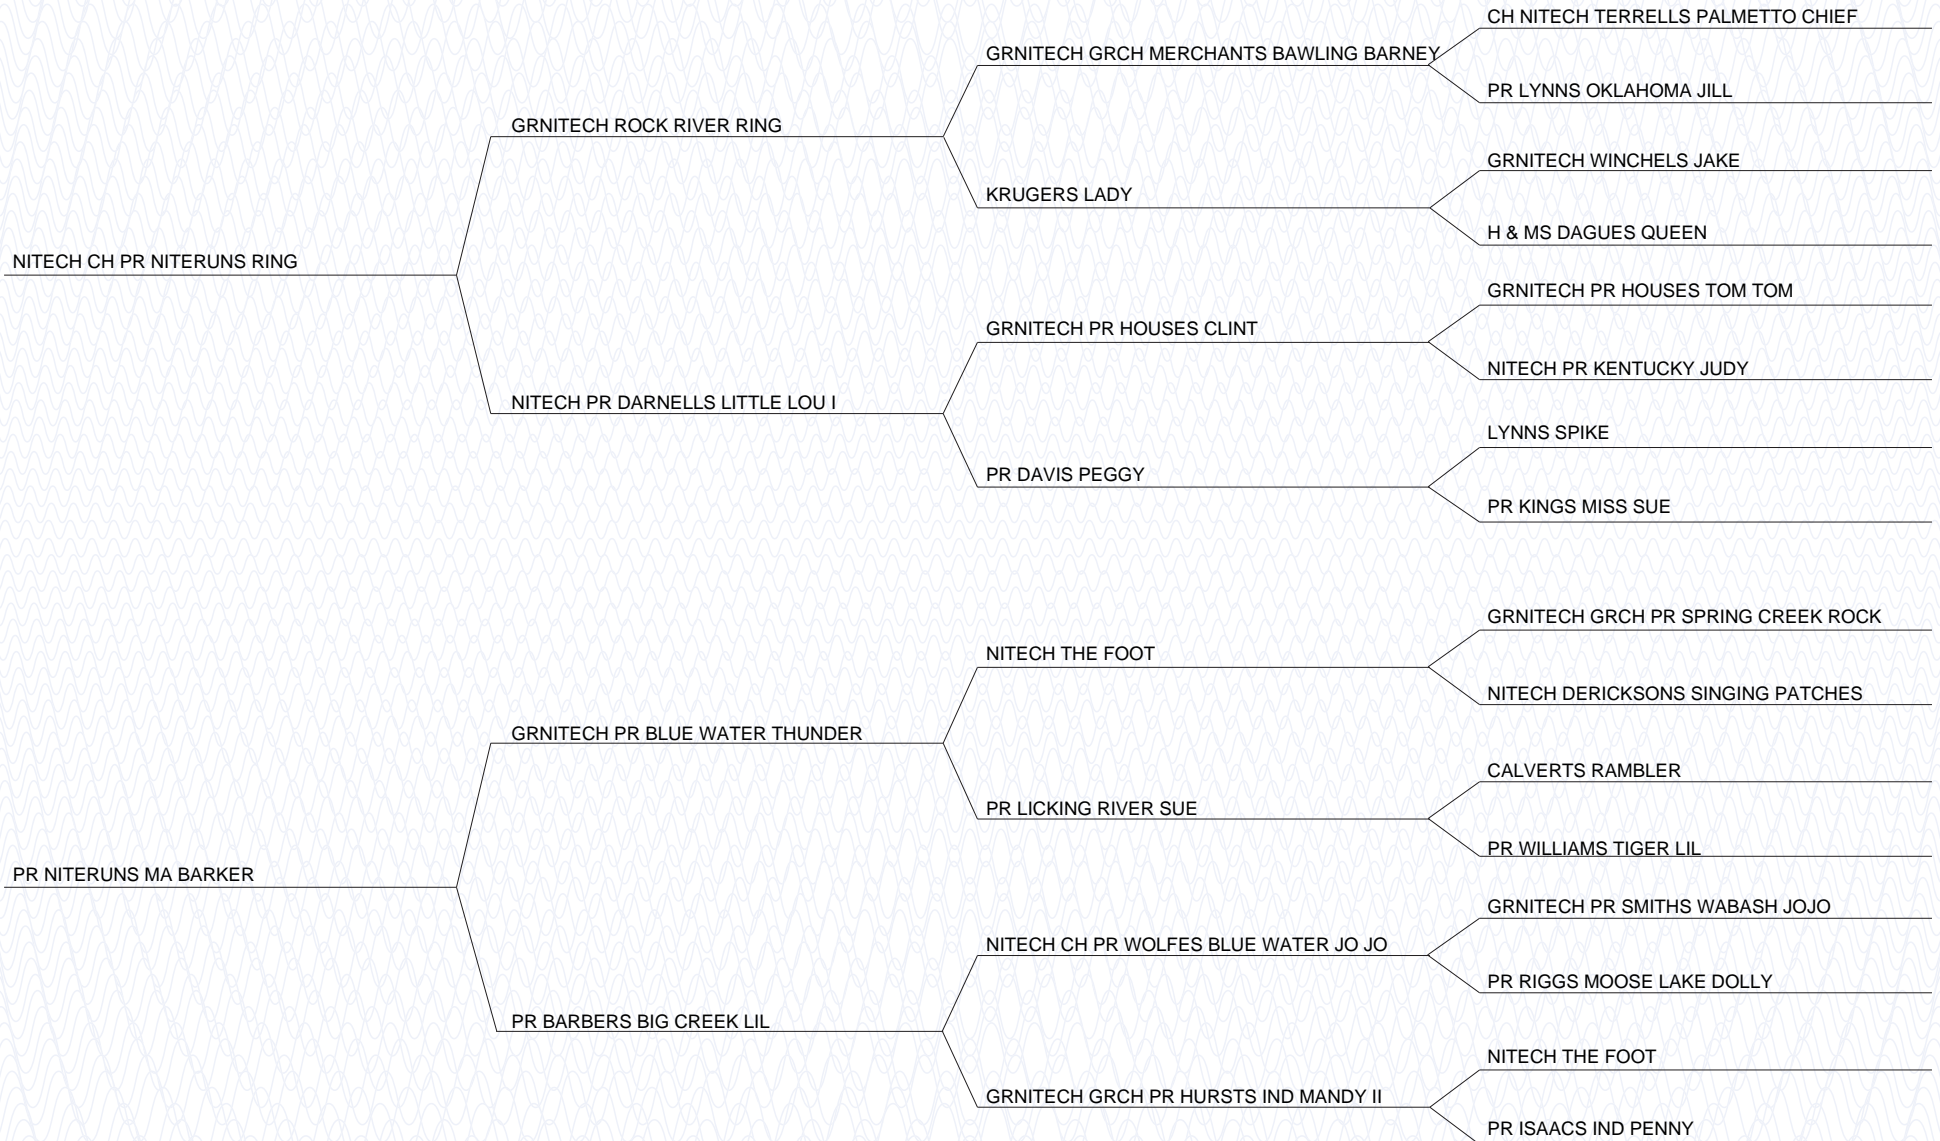 CH NITECH TERRELLS PALMETTO CHIEF
GRNITECH GRCH MERCHANTS BAWLING BARNEY
PR LYNNS OKLAHOMA JILL
GRNITECH ROCK RIVER RING
GRNITECH WINCHELS JAKE
KRUGERS LADY
H & MS DAGUES QUEEN
NITECH CH PR NITERUNS RING
GRNITECH PR HOUSES TOM TOM
GRNITECH PR HOUSES CLINT
NITECH PR KENTUCKY JUDY
NITECH PR DARNELLS LITTLE LOU I
LYNNS SPIKE
PR DAVIS PEGGY
PR KINGS MISS SUE
GRNITECH GRCH PR SPRING CREEK ROCK
NITECH THE FOOT
NITECH DERICKSONS SINGING PATCHES
GRNITECH PR BLUE WATER THUNDER
CALVERTS RAMBLER
PR LICKING RIVER SUE
PR WILLIAMS TIGER LIL
PR NITERUNS MA BARKER
GRNITECH PR SMITHS WABASH JOJO
NITECH CH PR WOLFES BLUE WATER JO JO
PR RIGGS MOOSE LAKE DOLLY
PR BARBERS BIG CREEK LIL
NITECH THE FOOT
GRNITECH GRCH PR HURSTS IND MANDY II
PR ISAACS IND PENNY